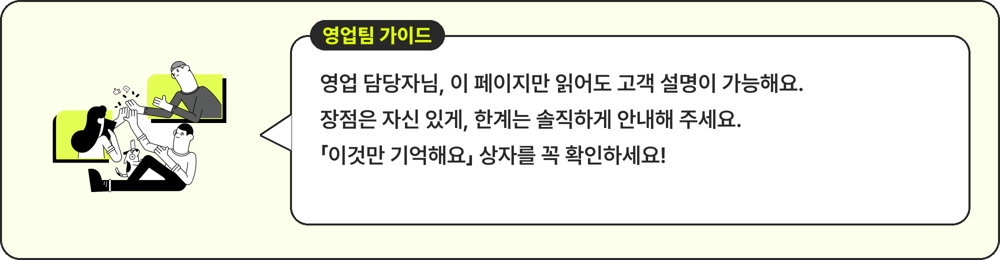 영업팀 가이드
영업 담당자님, 이 페이지만 읽어도 고객 설명이 가능해요.
장점은 자신 있게, 한계는 솔직하게 안내해 주세요.
「이것만 기억해요」 상자를 꼭 확인하세요!